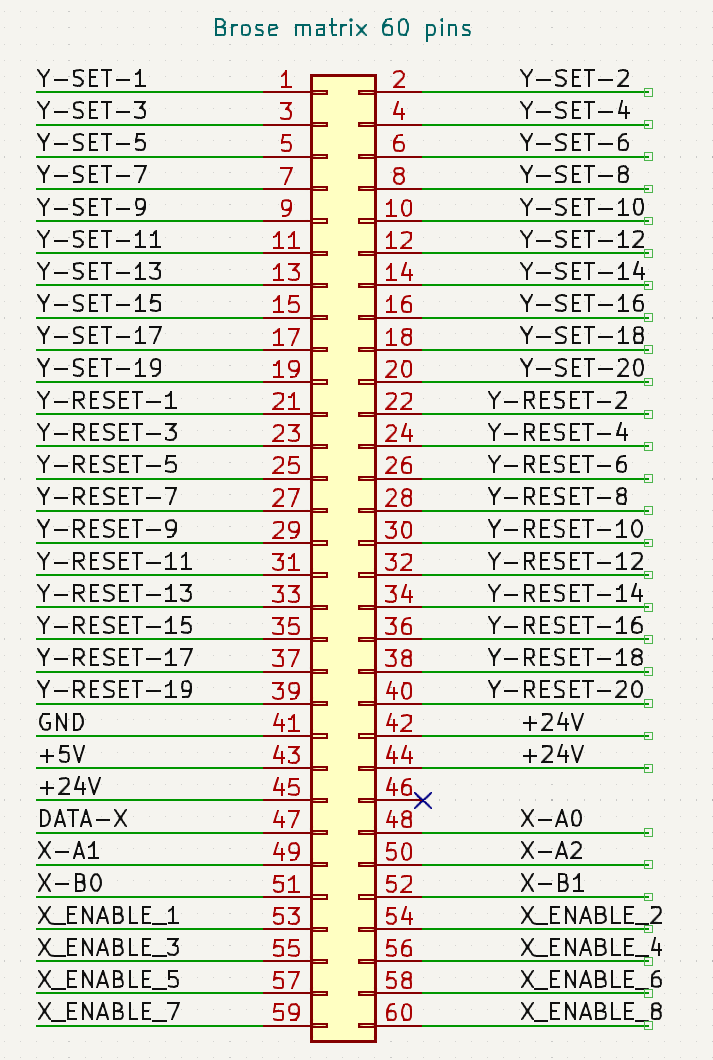 Brose matrix 60 pins
Y-SET-1 1 2 Y-SET-2
Y-SET-3 3 4 Y-SET-4
Y-SET-5 5 6 Y-SET-6
Y-SET-7 7 8 Y-SET-8
Y-SET-9 9 10 Y-SET-10
Y-SET-11 11 12 Y-SET-12
Y-SET-13 13 14 Y-SET-14
Y-SET-15 15 16 Y-SET-16
Y-SET-17 17 18 Y-SET-18
Y-SET-19 19 20 Y-SET-20
Y-RESET-1 21 22 Y-RESET-2
Y-RESET-3 23 24 Y-RESET-4
Y-RESET-5 25 26 Y-RESET-6
Y-RESET-7 27 28 Y-RESET-8
Y-RESET-9 29 30 Y-RESET-10
Y-RESET-11 31 32 Y-RESET-12
Y-RESET-13 33 34 Y-RESET-14
Y-RESET-15 35 36 Y-RESET-16
Y-RESET-17 37 38 Y-RESET-18
Y-RESET-19 39 40 Y-RESET-20
GND 41 42 +24V
+5V 43 44 +24V
+24V 45 46
DATA-X 47 48 X-A0
X-A1 49 50 X-A2
X-B0 51 52 X-B1
X_ENABLE_1 53 54 X_ENABLE_2
X_ENABLE_3 55 56 X_ENABLE_4
X_ENABLE_5 57 58 X_ENABLE_6
X_ENABLE_7 59 60 X_ENABLE_8